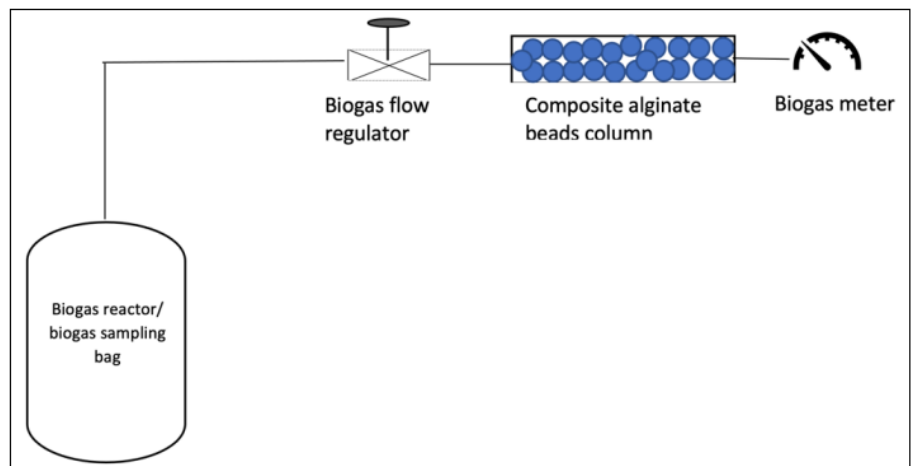 Biogas flow
regulator
Composite alginate
beads column
Biogas meter
Biogas reactor/
biogas sampling
bag